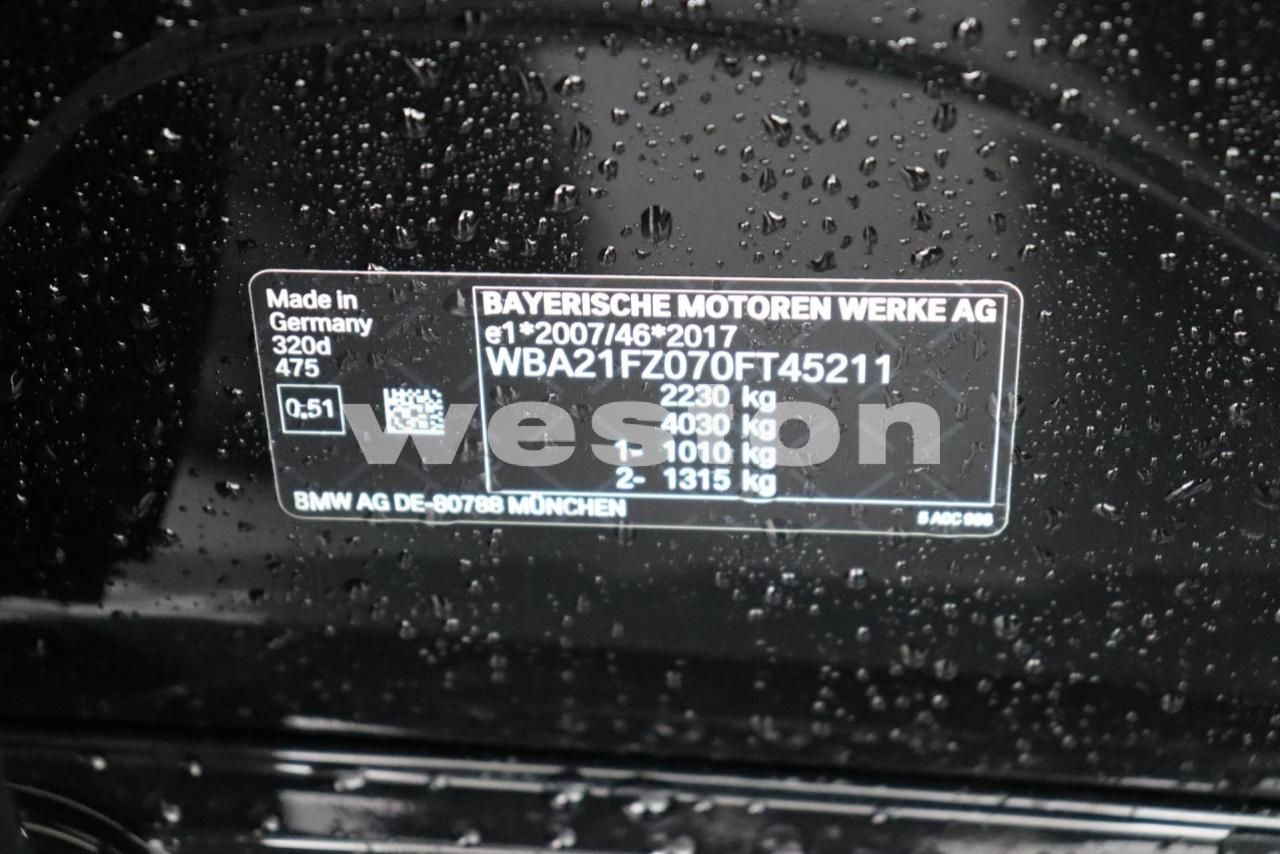 Made in
Germany
320d
475
0.51
BAYERISCHE MOTOREN WERKE AG
e1*2007/46*2017
WBA21FZ070FT45211
2230 kg
4030 kg
1- 1010 kg
2- 1315 kg
weston
BMW AG DE-80788 MÜNCHEN